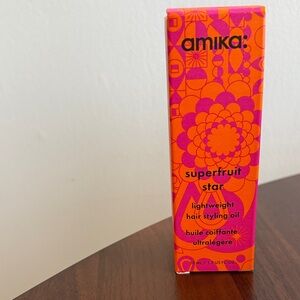 amika:
superfruit
star
lightweight
hair styling oil
huile coiffante
ultralégère